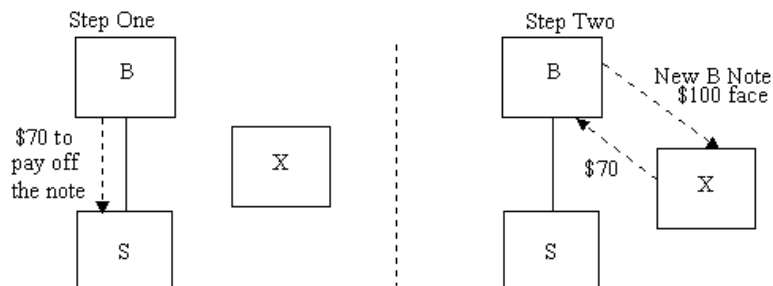 Step One
B
$70 to
pay off
the note
X
S
Step Two
B
New B Note
$100 face
$70
X
S